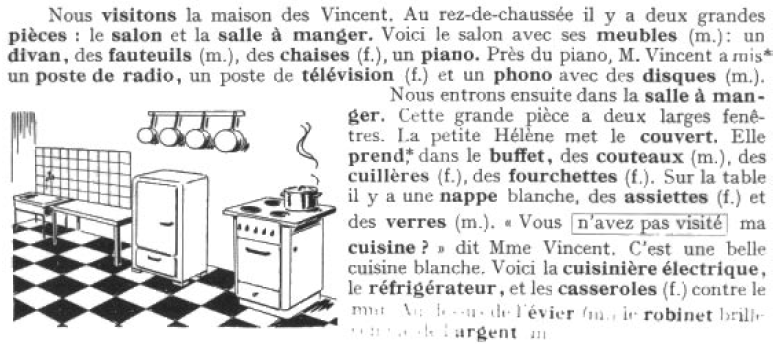 Nous visitons la maison des Vincent. Au rez-de-chaussée il y a deux grandes
pièces : le salon et la salle à manger. Voici le salon avec ses meubles (m.): un
divan, des fauteuils (m.), des chaises (f.), un piano. Près du piano, M. Vincent a mis*
un poste de radio, un poste de télévision (f.) et un phono avec des disques (m.).
Nous entrons ensuite dans la salle à man-
ger. Cette grande pièce a deux larges fenê-
tres. La petite Hélène met le couvert. Elle
prend,* dans le buffet, des couteaux (m.), des
cuillères (f.), des fourchettes (f.). Sur la table
il y a une nappe blanche, des assiettes (f.) et
des verres (m.). « Vous n'avez pas visité ma
cuisine ? » dit Mme Vincent. C'est une belle
cuisine blanche. Voici la cuisinière électrique,
le réfrigérateur, et les casseroles (f.) contre le
mur. de l'évier le robinet brille
de l'argent